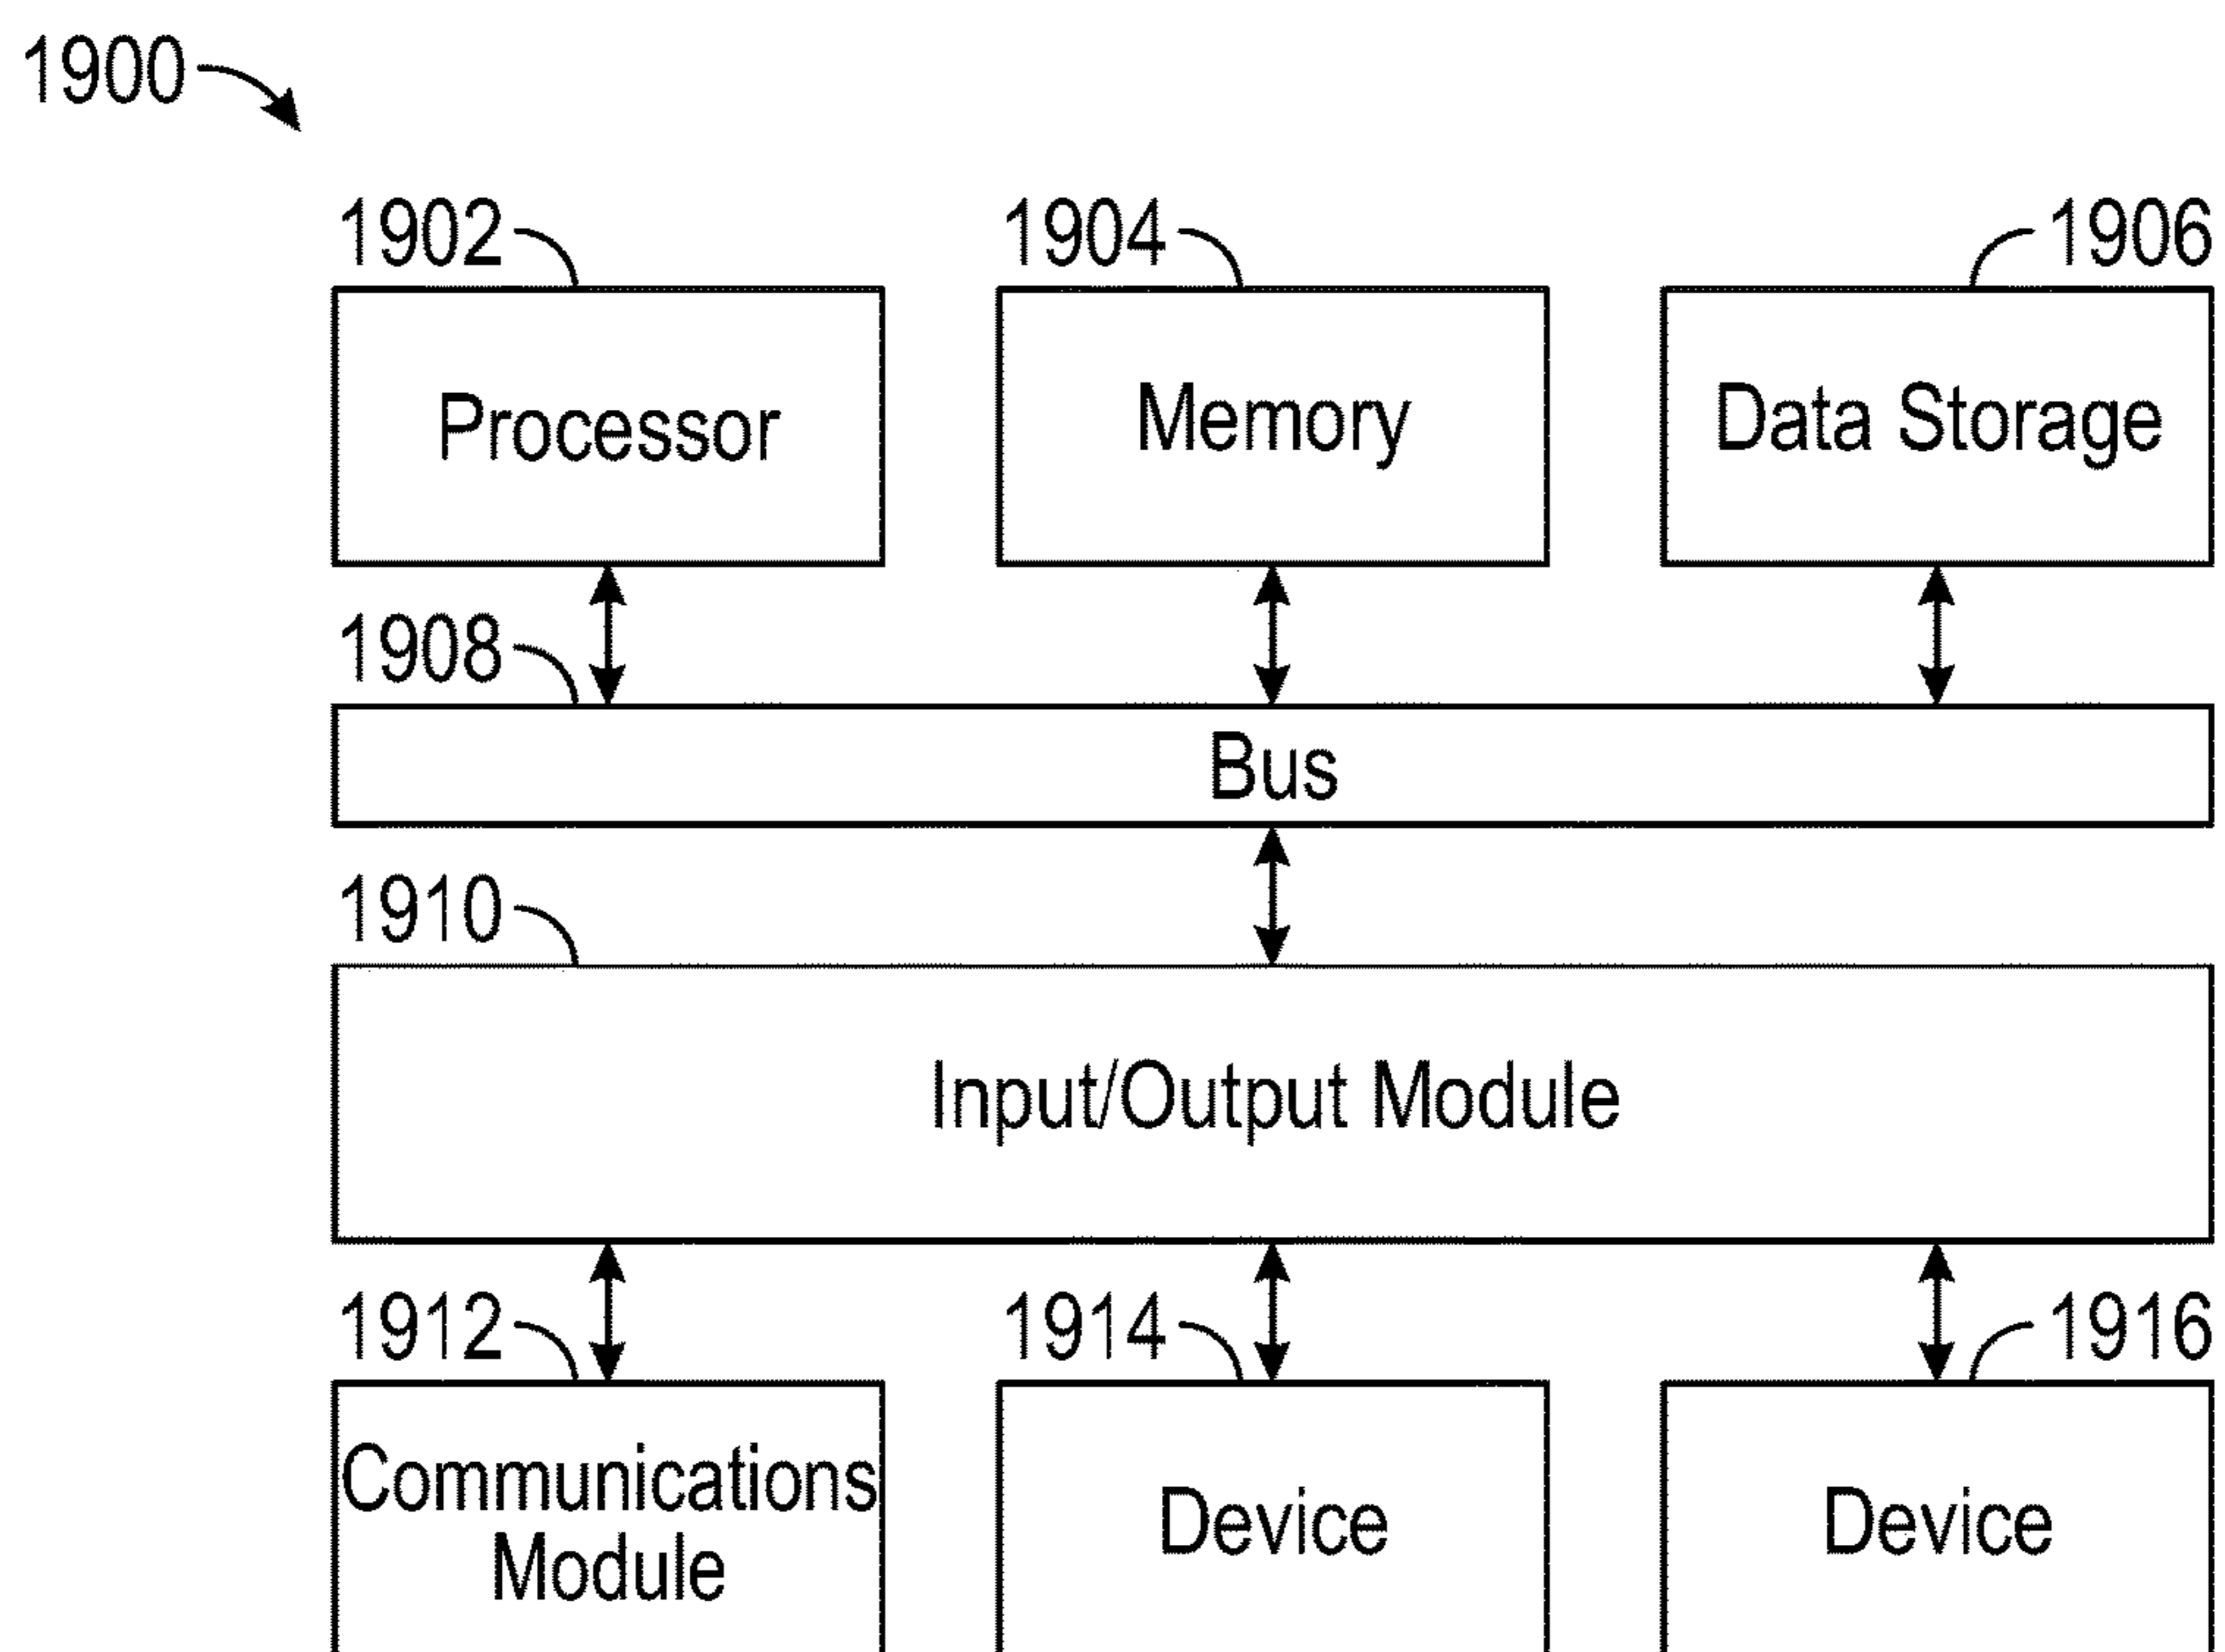 1900
1902
1904
1906
Processor
Memory
Data Storage
1908
Bus
1910
Input/Output Module
1912
1914
1916
Communications
Module
Device
Device